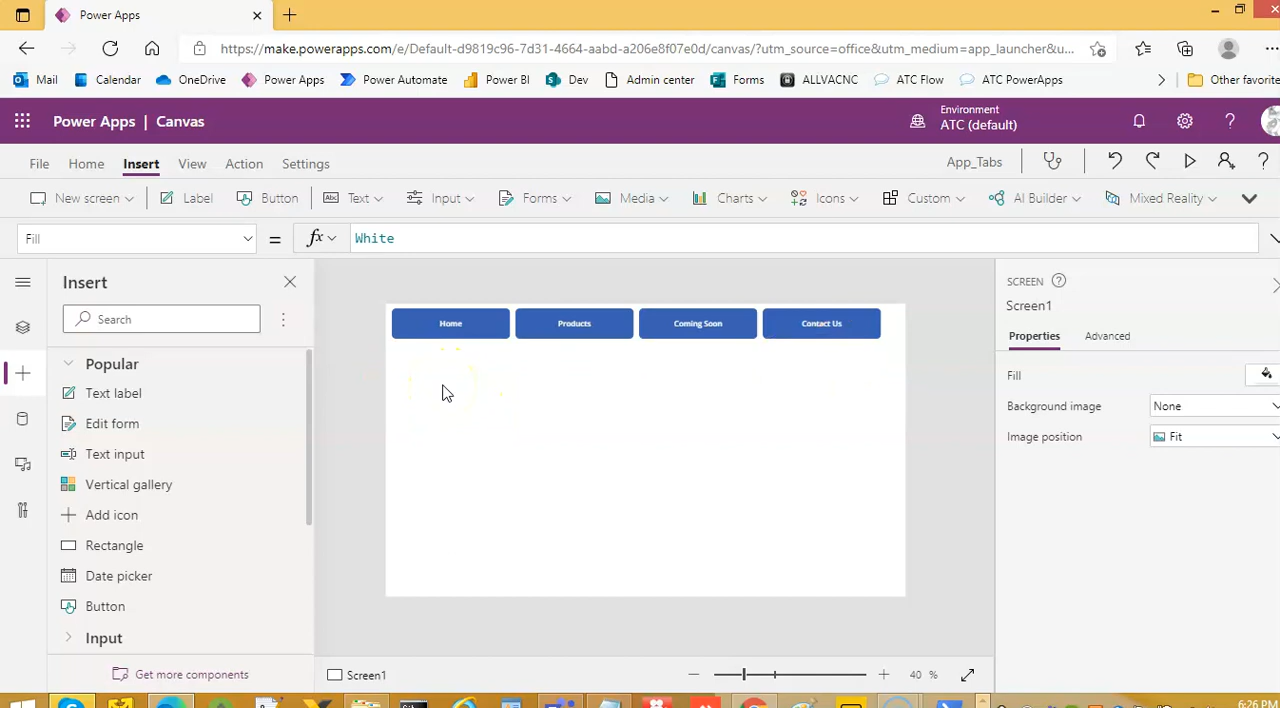 Power Apps
https://make.powerapps.com/e/Default-d9819c96-7d31-4664-aabd-a206e8f07e0d/canvas/?utm_source=office&utm_medium=app_launcher&u...
Mail Calendar OneDrive Power Apps Power Automate Power BI Dev Admin center Forms ALLVACNC ATC Flow ATC PowerApps Other favorite
Power Apps | Canvas
Environment
ATC (default)
File Home Insert View Action Settings App_Tabs
New screen Label Button Abc Text Input Forms Media Charts Icons Custom AI Builder Mixed Reality
Fill = fx White
Insert
Search
Popular
Text label
Edit form
Text input
Vertical gallery
Add icon
Rectangle
Date picker
Button
Input
Get more components
Home Products Coming Soon Contact Us
Screen1 40 %
SCREEN
Screen1
Properties Advanced
Fill
Background image None
Image position Fit
6:26 PM